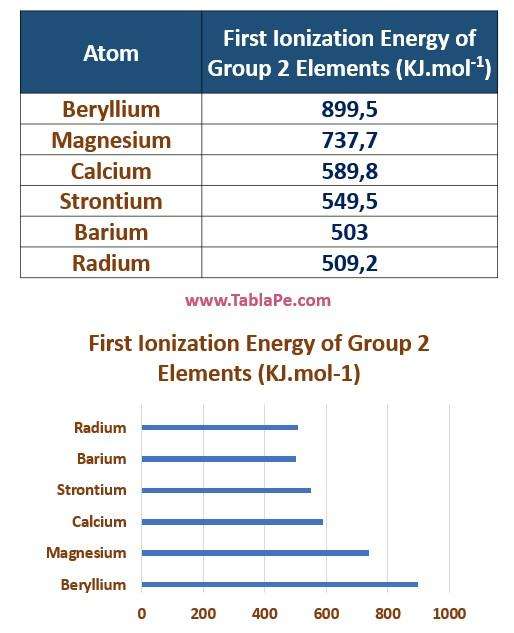 Atom
First Ionization Energy of
Group 2 Elements (KJ.mol-1)
Beryllium 899,5
Magnesium 737,7
Calcium 589,8
Strontium 549,5
Barium 503
Radium 509,2
www.TablaPe.com
First Ionization Energy of Group 2
Elements (KJ.mol-1)
Radium
Barium
Strontium
Calcium
Magnesium
Beryllium
0 200 400 600 800 1000